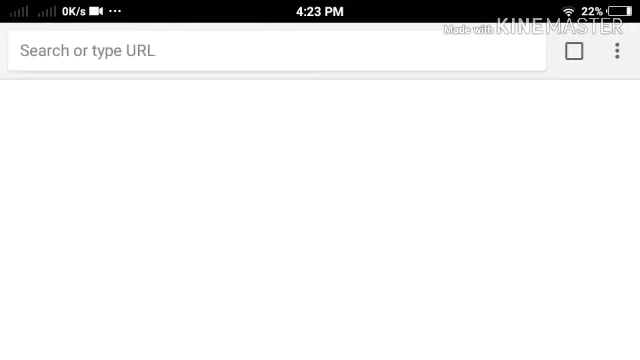 0K/s ... 4:23 PM 22%
Made with KINEMASTER
Search or type URL